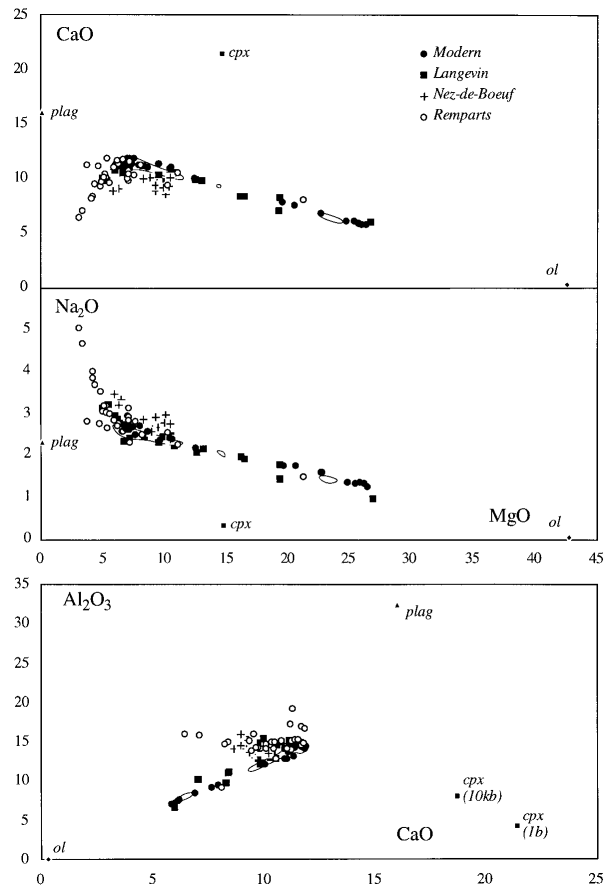 CaO
25
20
15
10
5
0
cpx
plag
ol
Modern
Langevin
Nez-de-Boeuf
Remparts
Na2O
5
4
3
2
1
0
plag
cpx
MgO
ol
0 5 10 15 20 25 30 35 40 45
Al2O3
35
30
25
20
15
10
5
0
plag
cpx
(10kb)
cpx
(1b)
CaO
ol
0 5 10 15 20 25